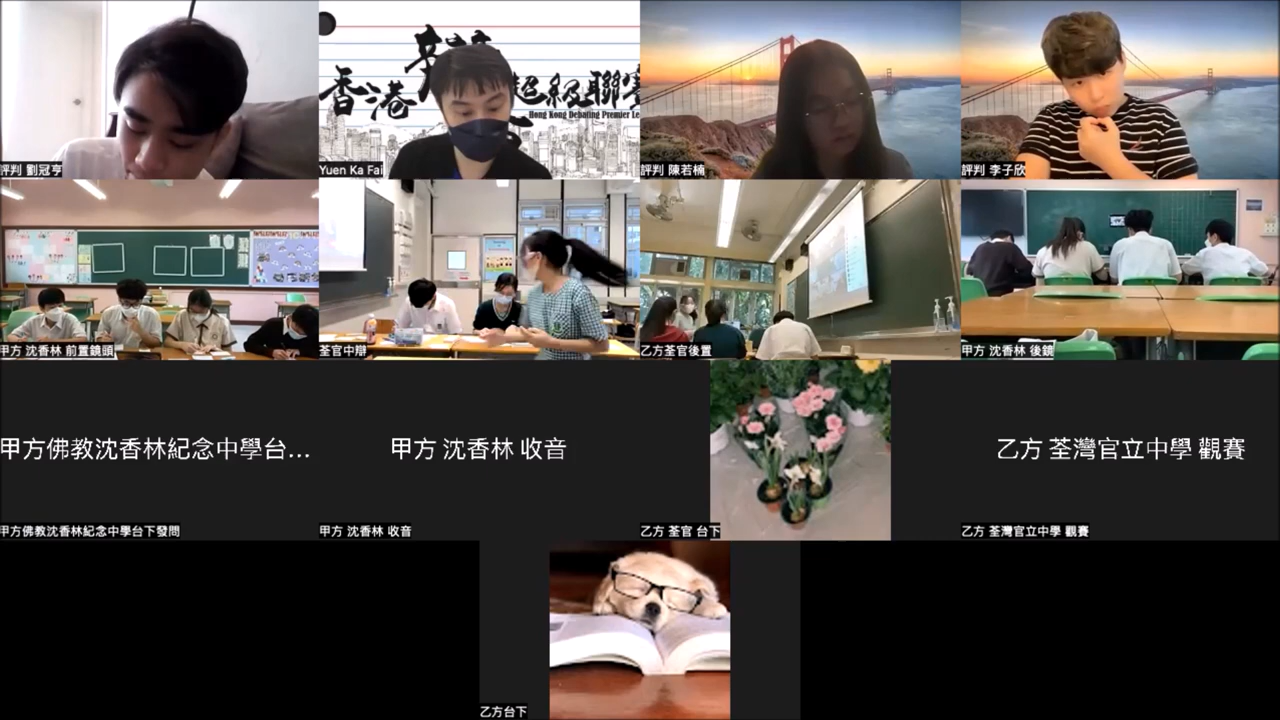 香港
超級聯賽
Hong Kong Debating Premier Le
評判 劉冠亨
Yuen Ka Fai
評判 陳若楠
評判 李子欣
甲方 沈香林 前置鏡頭
荃官中辯
乙方荃官後置
甲方 沈香林 後鏡
甲方佛教沈香林紀念中學台...
甲方 沈香林 收音
乙方 荃灣官立中學 觀賽
甲方佛教沈香林紀念中學台下發問
甲方 沈香林 收音
乙方 荃官 台下
乙方 荃灣官立中學 觀賽
乙方台下